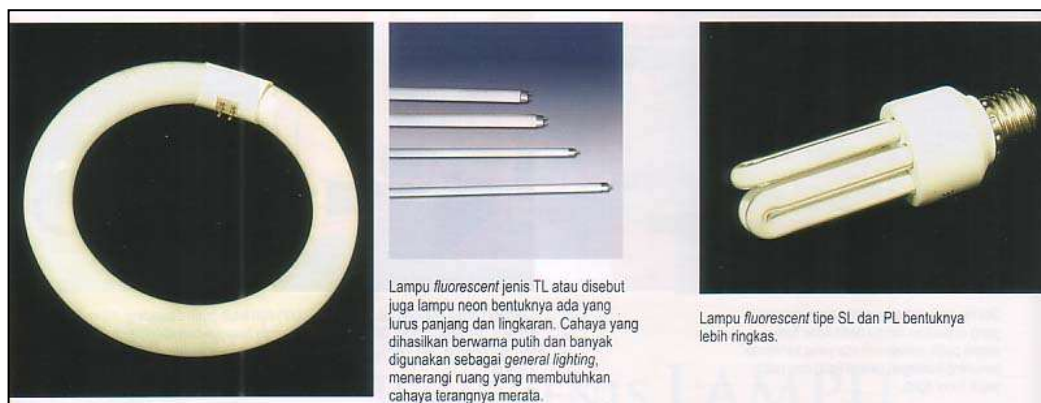 Lampu fluorescent jenis TL atau disebut
juga lampu neon bentuknya ada yang
lurus panjang dan lingkaran. Cahaya yang
dihasilkan berwarna putih dan banyak
digunakan sebagai general lighting,
menerangi ruang yang membutuhkan
cahaya terangnya merata.
Lampu fluorescent tipe SL dan PL bentuknya
lebih ringkas.